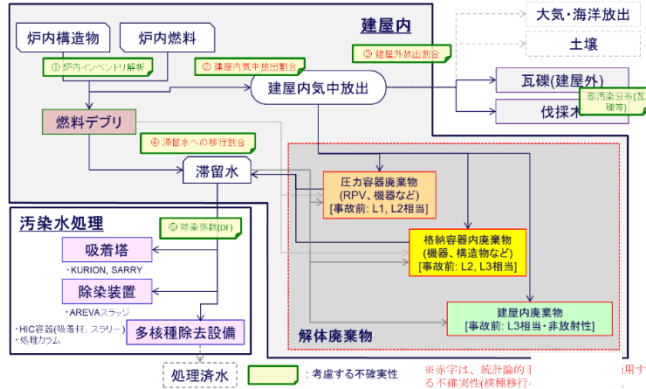 建屋内
大気・海洋放出
土壌
炉内構造物
炉内燃料
① 炉内インベントリ解析
② 建屋内気中放出割合
③ 建屋外放出割合
建屋内気中放出
瓦礫(建屋外)
⑥汚染分布(瓦
礫等)
伐採木
燃料デブリ
④ 滞留水への移行割合
滞留水
圧力容器廃棄物
(RPV、機器など)
[事故前: L1, L2相当]
汚染水処理
⑤ 除染係数(DF)
吸着塔
・KURION, SARRY
格納容器内廃棄物
(機器、構造物など)
[事故前: L2, L3相当]
除染装置
・AREVAスラッジ
建屋内廃棄物
[事故前: L3相当・非放射性]
・HIC容器(吸着材、スラリー)
・処理カラム
多核種除去設備
解体廃棄物
処理済水
: 考慮する不確実性
※赤字は、統計論的
用す
る不確実性(核種移行